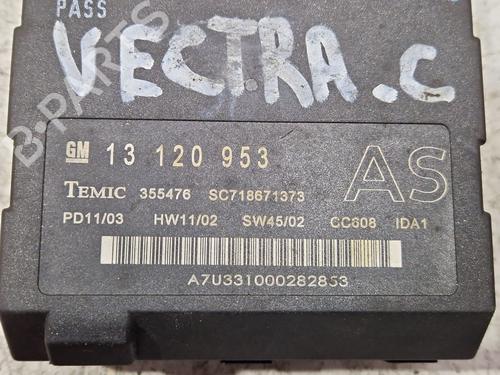 PASS
VECTRA.C
B-PARTS
GM 13 120 953 AS
TEMIC 355476 SC718671373
PD11/03 HW11/02 SW45/02 CC608 IDA1
A7U331000282853